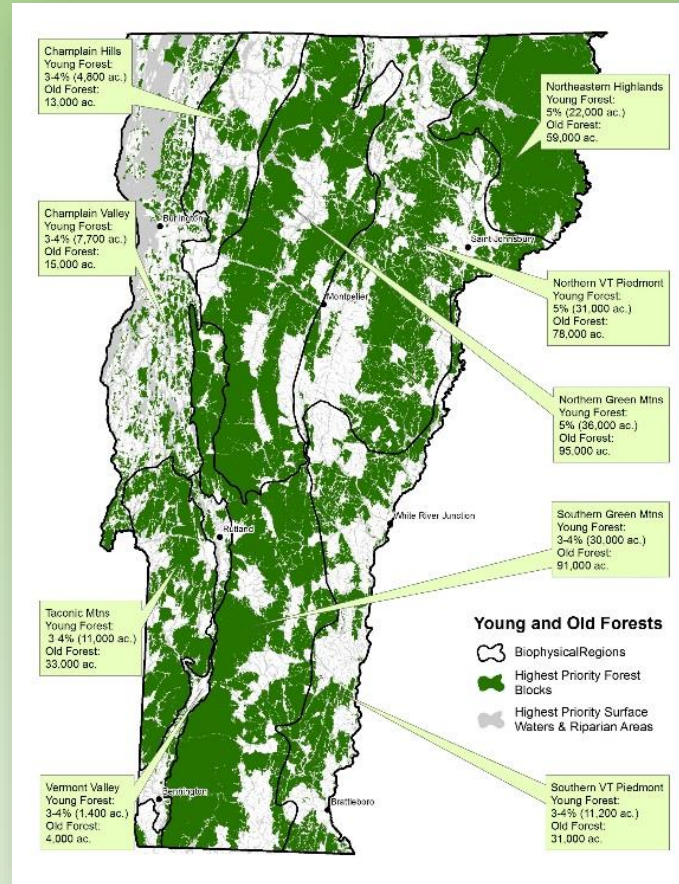 Champlain Hills
Young Forest:
3-4% (4,800 ac.)
Old Forest:
13,000 ac.
Northeastern Highlands
Young Forest:
5% (22,000 ac.)
Old Forest:
59,000 ac.
Champlain Valley
Young Forest:
3-4% (7,700 ac.)
Old Forest:
15,000 ac.
Burlington
Saint Johnsbury
Northern VT Piedmont
Young Forest:
5% (31,000 ac.)
Old Forest:
78,000 ac.
Montpelier
Northern Green Mtns
Young Forest:
5% (36,000 ac.)
Old Forest:
95,000 ac.
White River Junction
Southern Green Mtns
Young Forest:
3-4% (30,000 ac.)
Old Forest:
91,000 ac.
Rutland
Taconic Mtns
Young Forest:
3-4% (11,000 ac.)
Old Forest:
33,000 ac.
Young and Old Forests
BiophysicalRegions
Highest Priority Forest
Blocks
Highest Priority Surface
Waters & Riparian Areas
Vermont Valley
Young Forest:
3-4% (1,400 ac.)
Old Forest:
4,000 ac.
Bennington
Brattleboro
Southern VT Piedmont
Young Forest:
3-4% (11,200 ac.)
Old Forest:
31,000 ac.